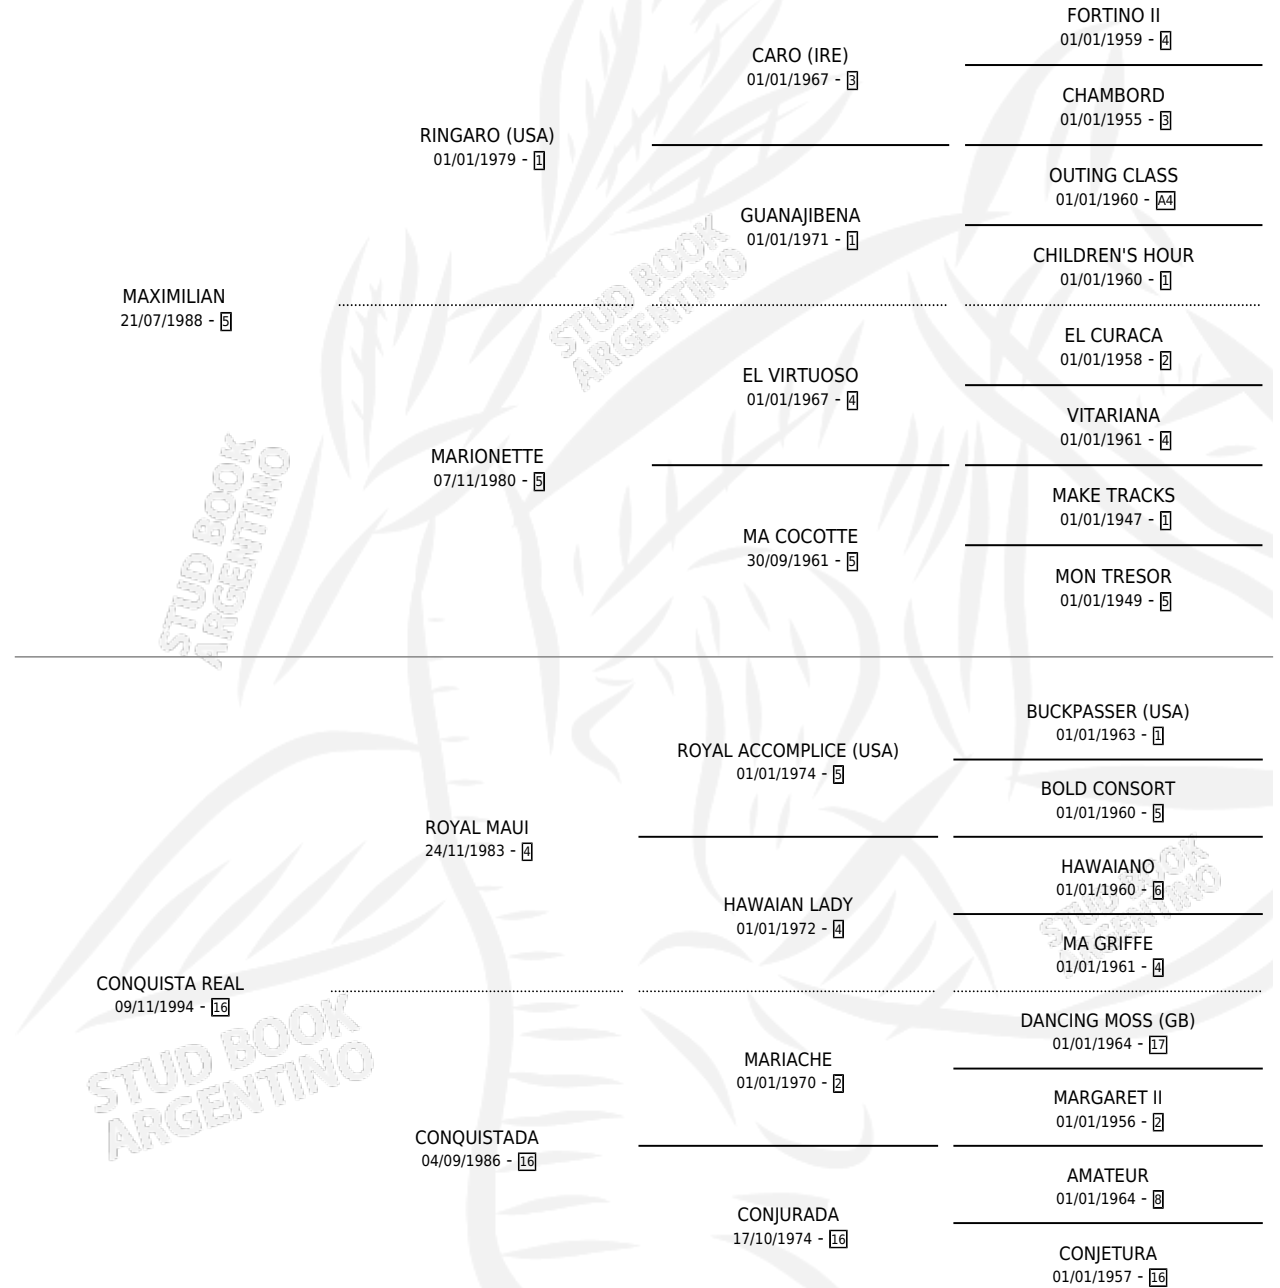 FORTINO II
01/01/1959 - 4
CARO (IRE)
01/01/1967 - 3
CHAMBORD
01/01/1955 - 3
RINGARO (USA)
01/01/1979 - 1
OUTING CLASS
01/01/1960 - A4
GUANAJIBENA
01/01/1971 - 1
CHILDREN'S HOUR
01/01/1960 - 1
MAXIMILIAN
21/07/1988 - 5
STUD BOOK
ARGENTINO
EL CURACA
01/01/1958 - 2
EL VIRTUOSO
01/01/1967 - 4
VITARIANA
01/01/1961 - 4
MARIONETTE
07/11/1980 - 5
MAKE TRACKS
01/01/1947 - 1
MA COCOTTE
30/09/1961 - 5
MON TRESOR
01/01/1949 - 5
STUD BOOK
ARGENTINO
BUCKPASSER (USA)
01/01/1963 - 1
ROYAL ACCOMPLICE (USA)
01/01/1974 - 5
BOLD CONSORT
01/01/1960 - 5
ROYAL MAUI
24/11/1983 - 4
HAWAIANO
01/01/1960 - 6
HAWAIAN LADY
01/01/1972 - 4
MA GRIFFE
01/01/1961 - 4
STUD BOOK
ARGENTINO
CONQUISTA REAL
09/11/1994 - 16
STUD BOOK
ARGENTINO
DANCING MOSS (GB)
01/01/1964 - 17
MARIACHE
01/01/1970 - 2
MARGARET II
01/01/1956 - 2
CONQUISTADA
04/09/1986 - 16
AMATEUR
01/01/1964 - 8
CONJURADA
17/10/1974 - 16
CONJETURA
01/01/1957 - 16